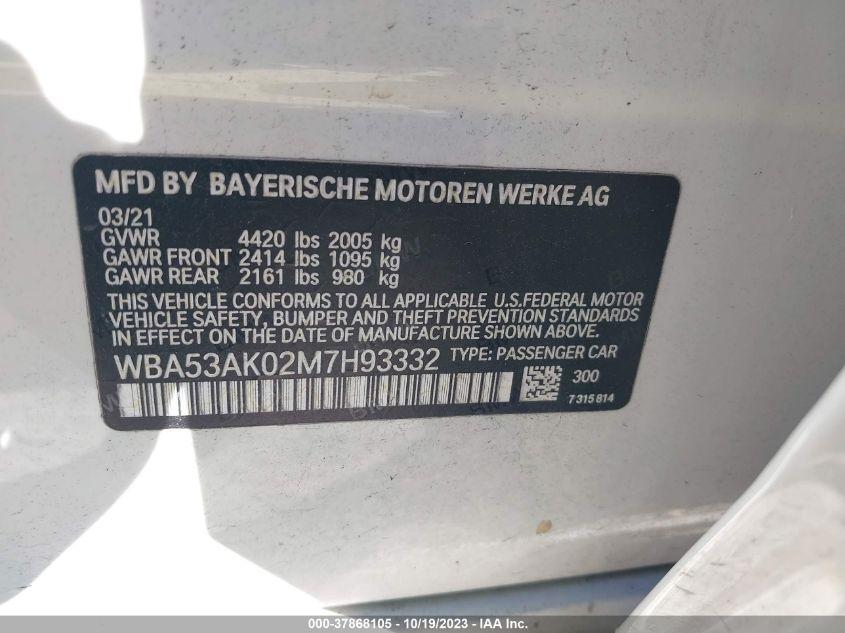 MFD BY BAYERISCHE MOTOREN WERKE AG
03/21
GVWR 4420 lbs 2005 kg
GAWR FRONT 2414 lbs 1095 kg
GAWR REAR 2161 lbs 980 kg
THIS VEHICLE CONFORMS TO ALL APPLICABLE U.S.FEDERAL MOTOR
VEHICLE SAFETY, BUMPER AND THEFT PREVENTION STANDARDS
IN EFFECT ON THE DATE OF MANUFACTURE SHOWN ABOVE.
WBA53AK02M7H93332 TYPE: PASSENGER CAR
300
7 315 814
000-37868105 - 10/19/2023 - IAA Inc.